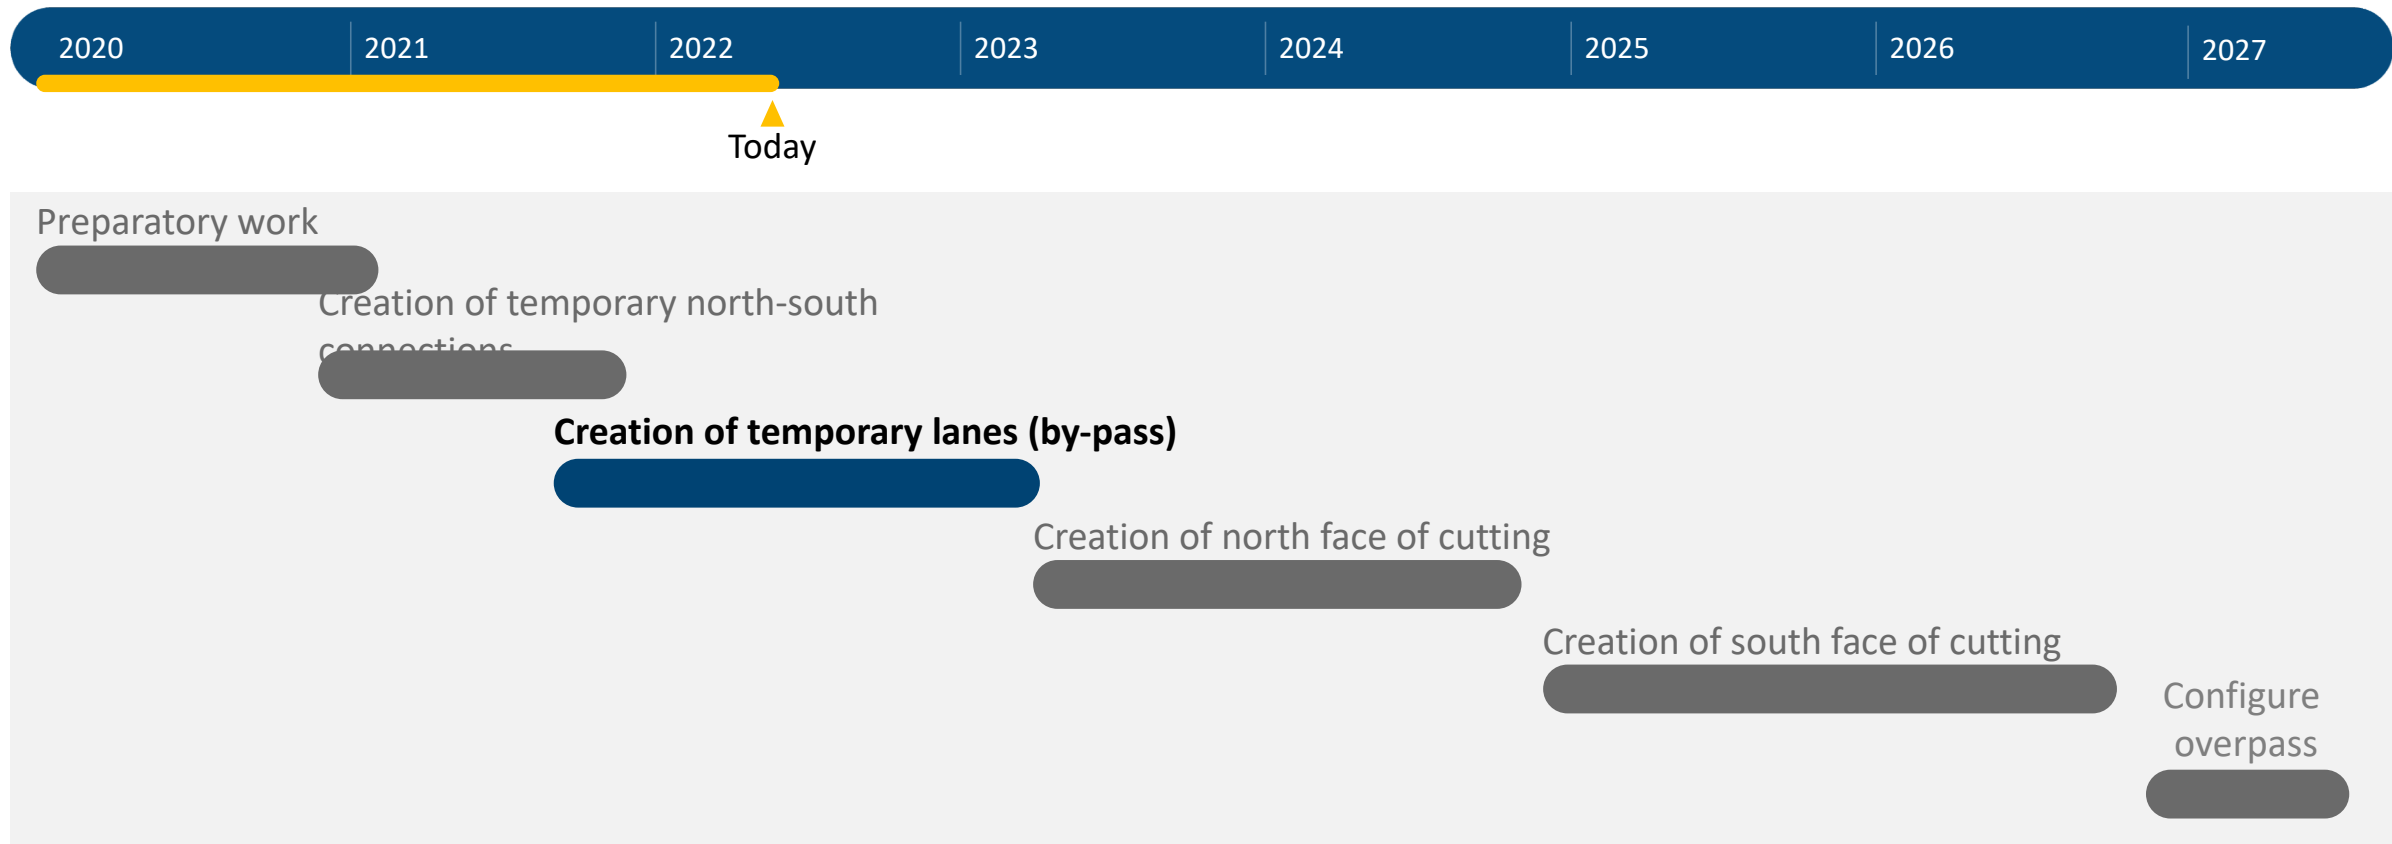 2020 2021 2022 2023 2024 2025 2026 2027
Today
Preparatory work
Creation of temporary north-south
connections
Creation of temporary lanes (by-pass)
Creation of north face of cutting
Creation of south face of cutting
Configure
overpass